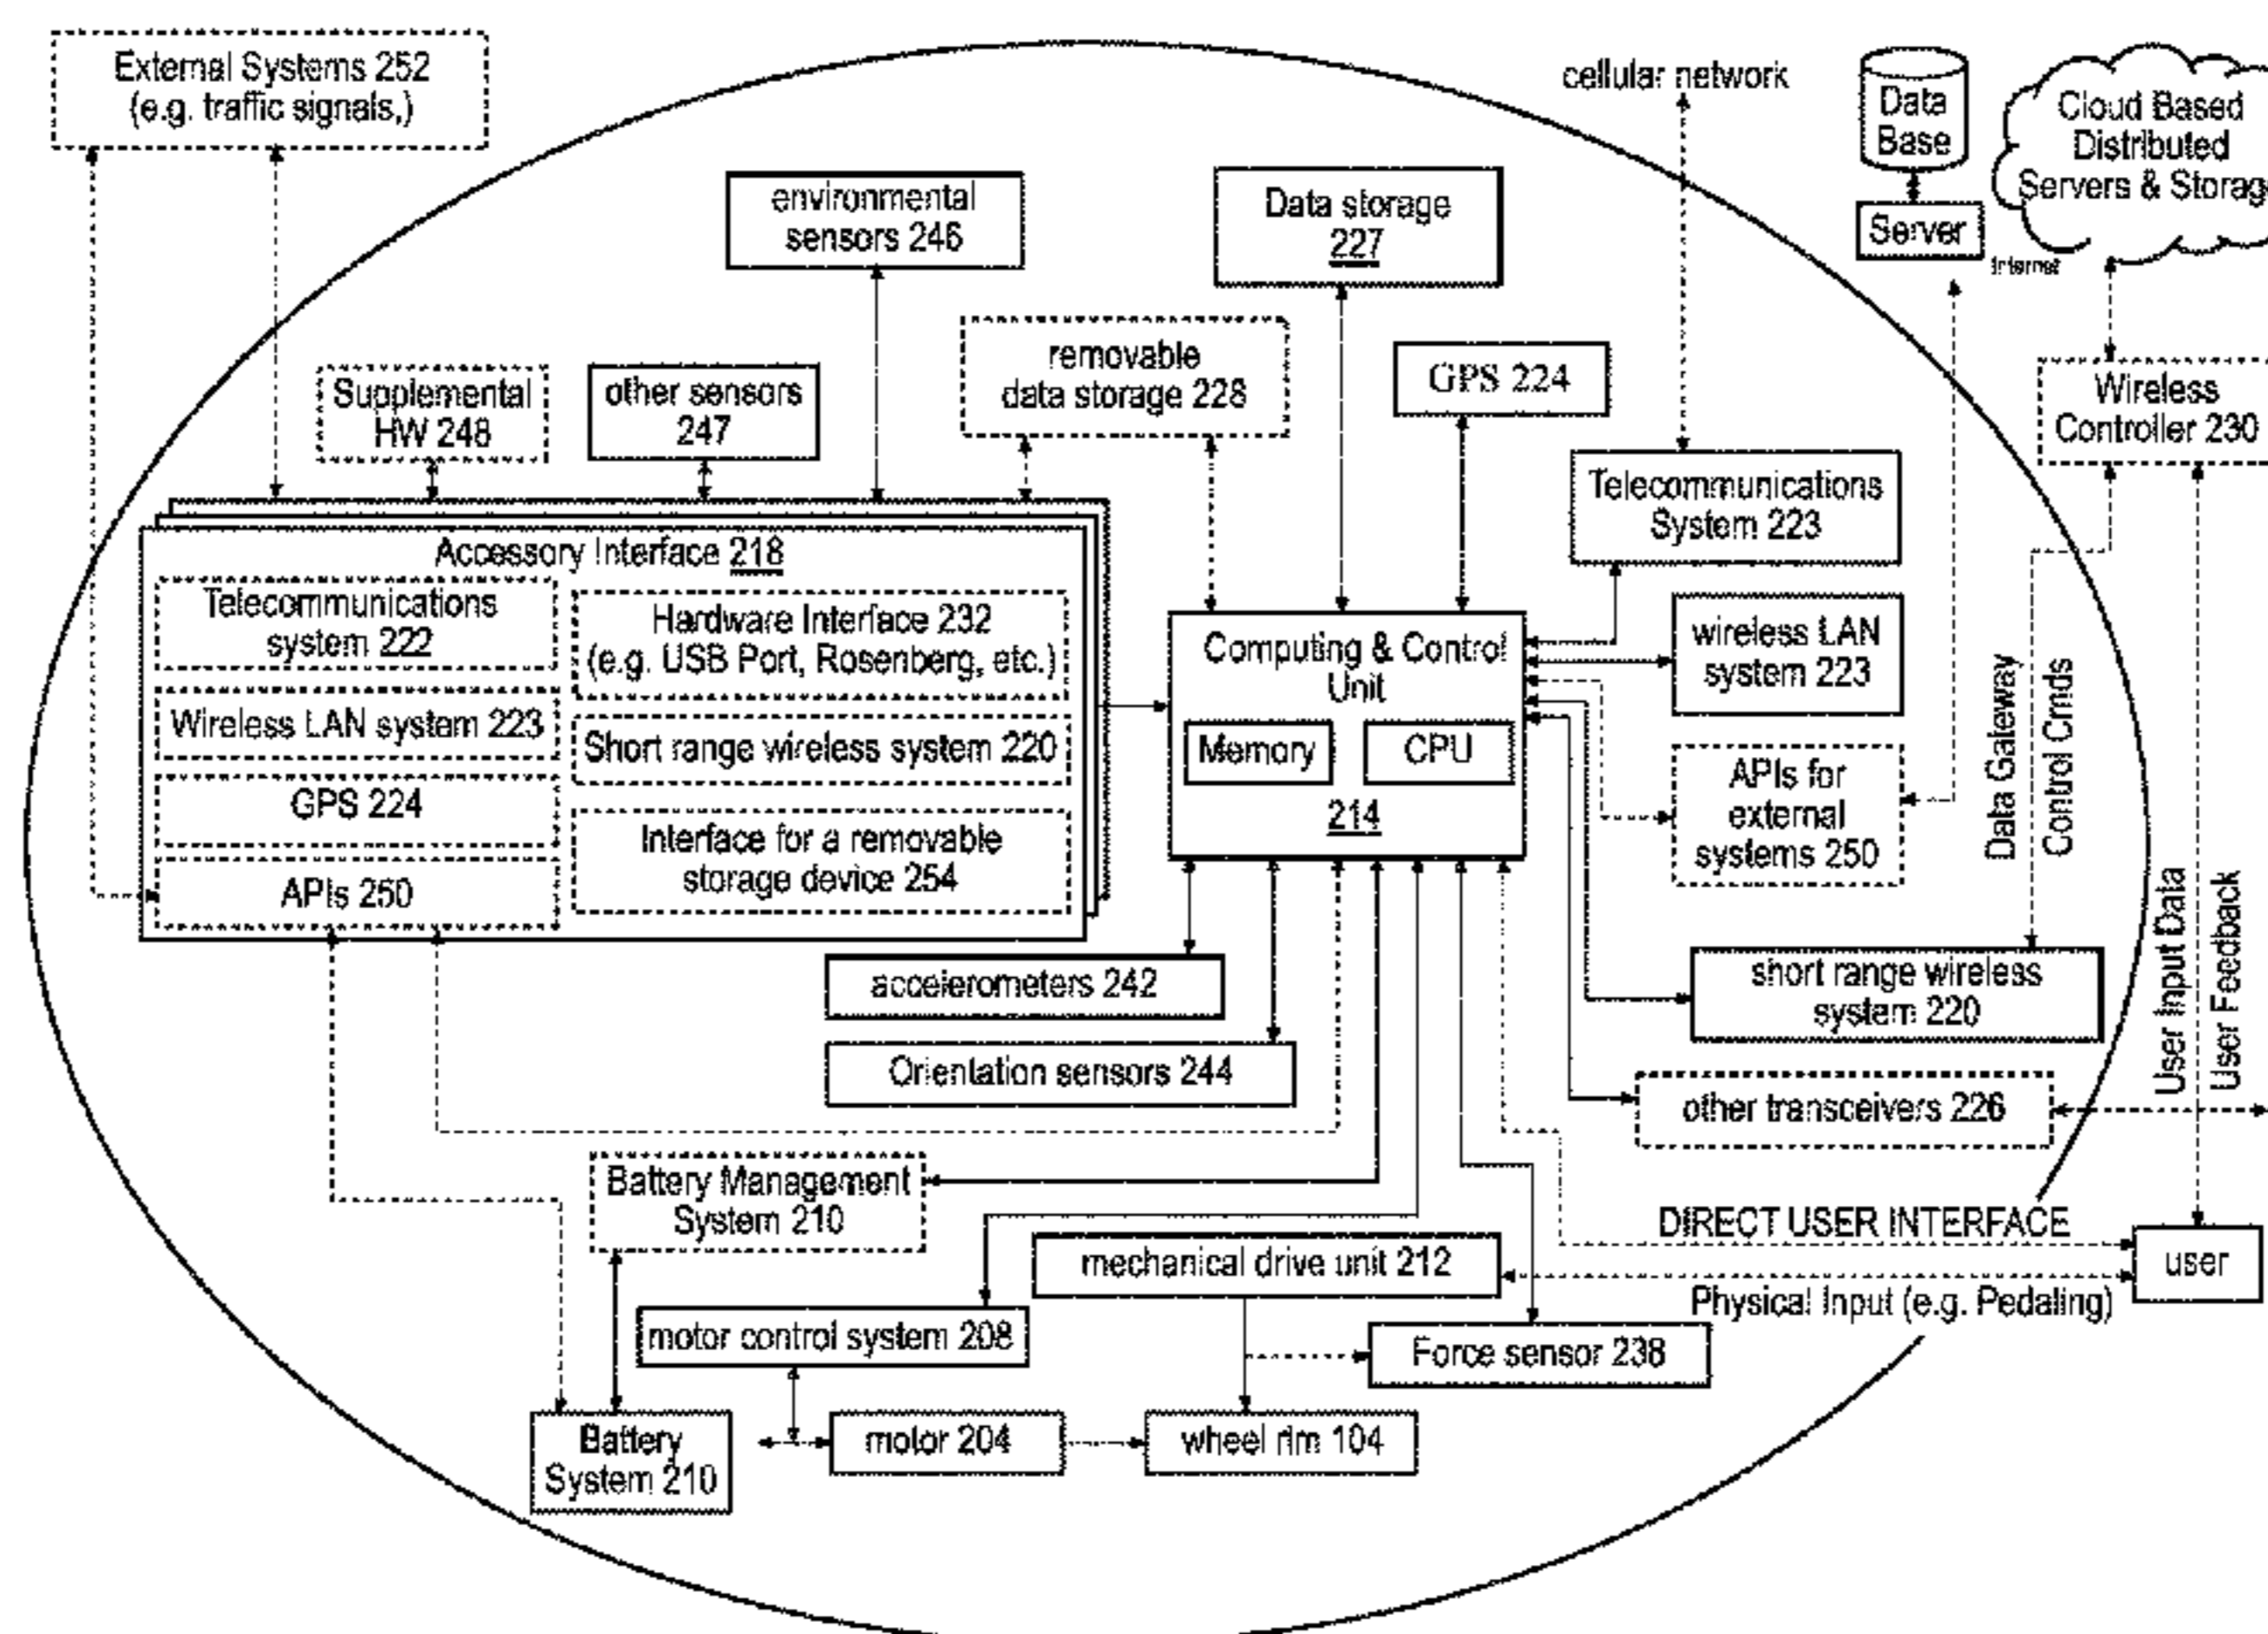 External Systems 252
(e.g. traffic signals,)
cellular network
Data
Base
Server
Internet
Cloud Based
Distributed
Servers & Storag
environmental
sensors 246
Data storage
227
Supplemental
HW 248
other sensors
247
removable
data storage 228
GPS 224
Wireless
Controller 230
Telecommunications
System 223
Accessory Interface 218
Telecommunications
system 222
Wireless LAN system 223
GPS 224
APIs 250
Hardware Interface 232
(e.g. USB Port, Rosenberg, etc.)
Short range wireless system 220
Interface for a removable
storage device 254
Computing & Control
Unit
Memory
CPU
214
wireless LAN
system 223
APIs for
external
systems 250
Data Gateway
Control Cmds
User Input Data
User Feedback
accelerometers 242
Orientation sensors 244
short range wireless
system 220
other transceivers 226
Battery Management
System 210
DIRECT USER INTERFACE
user
mechanical drive unit 212
Physical Input (e.g. Pedaling)
motor control system 208
Force sensor 238
Battery
System 210
motor 204
wheel rim 104